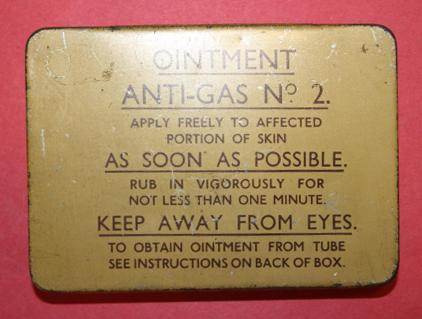 OINTMENT
ANTI-GAS Nº 2.
APPLY FREELY TO AFFECTED
PORTION OF SKIN
AS SOON AS POSSIBLE.
RUB IN VIGOROUSLY FOR
NOT LESS THAN ONE MINUTE.
KEEP AWAY FROM EYES.
TO OBTAIN OINTMENT FROM TUBE
SEE INSTRUCTIONS ON BACK OF BOX.